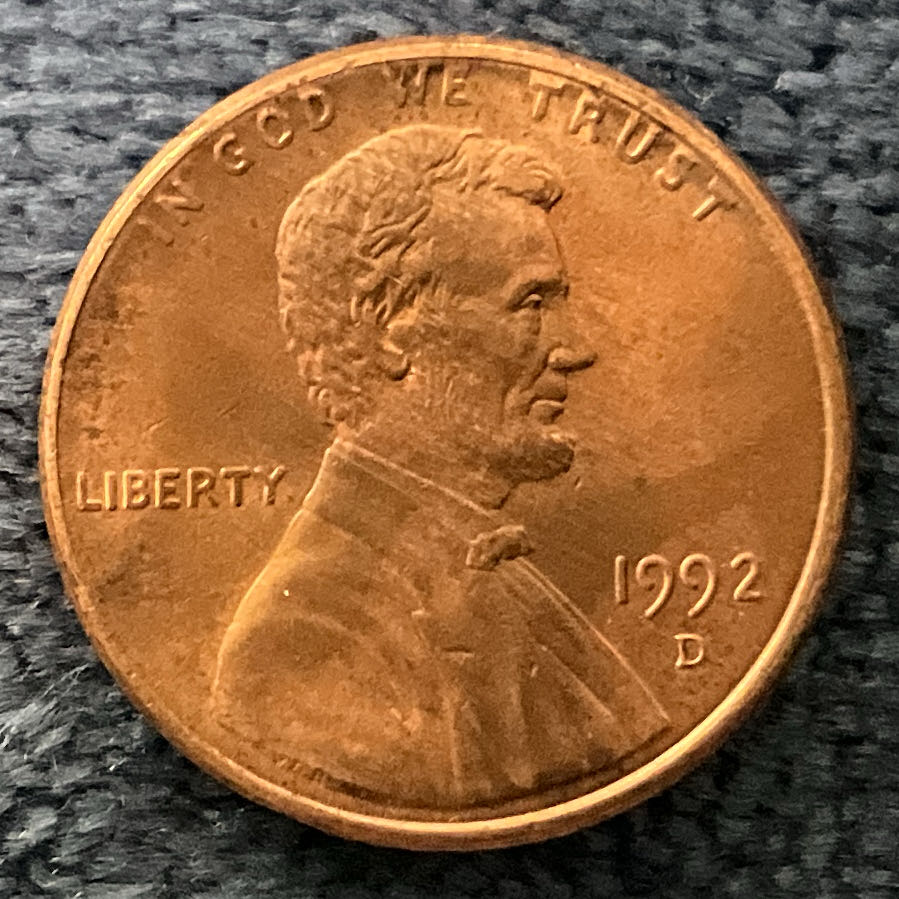 IN GOD WE TRUST
LIBERTY
1992
D